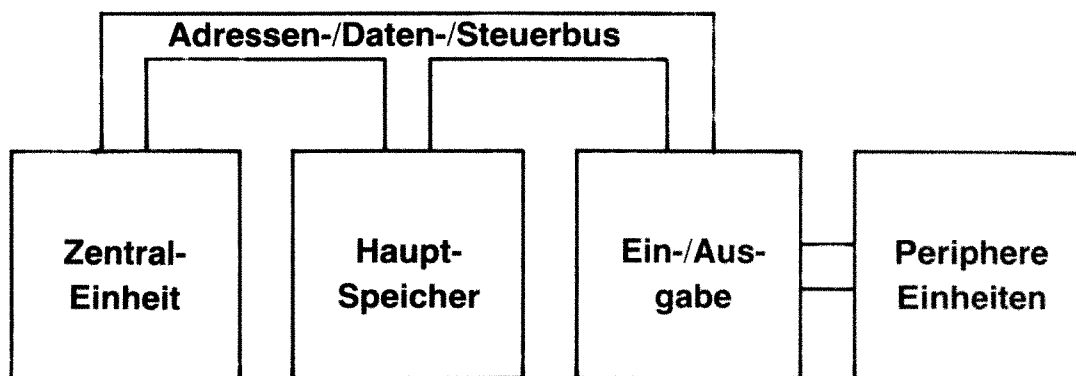 Adressen-/Daten-/Steuerbus
Zentral-
Einheit
Haupt-
Speicher
Ein-/Aus-
gabe
Periphere
Einheiten